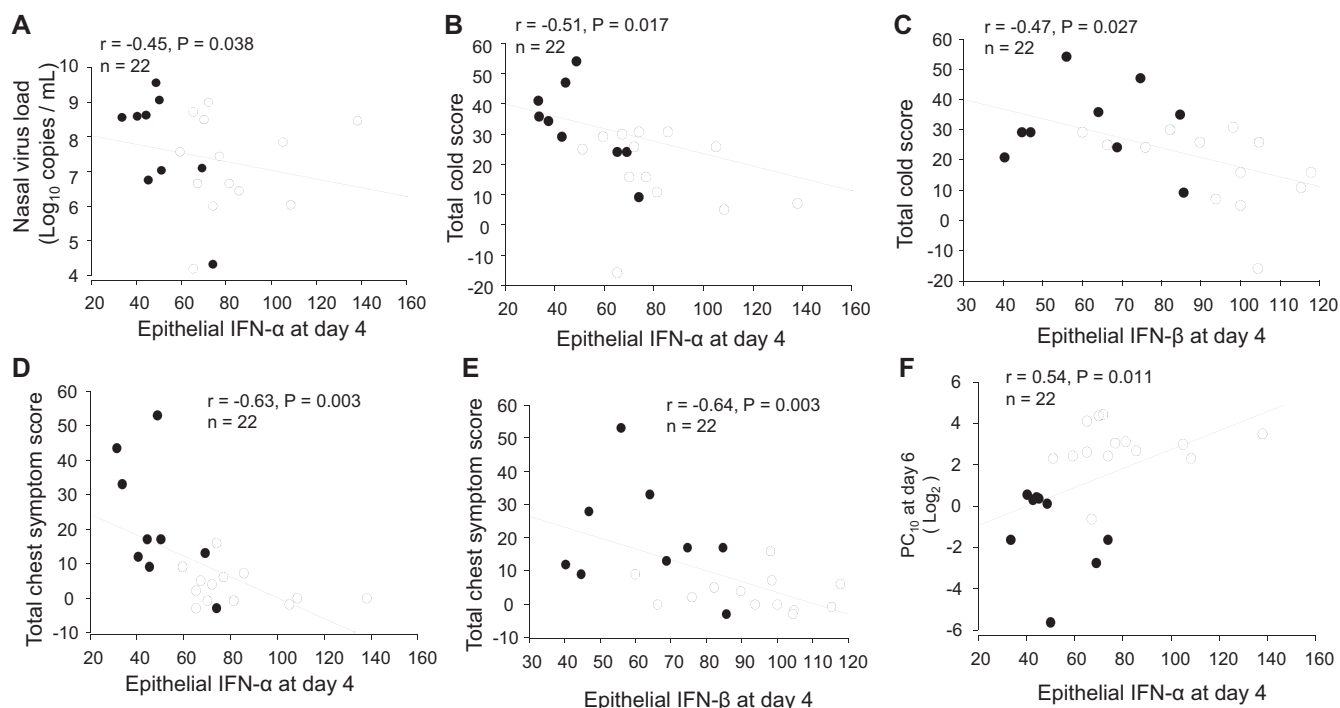 A
r = -0.45, P = 0.038
n = 22
Nasal virus load
(Log10 copies / mL)
10
9
8
7
6
5
4
20 40 60 80 100 120 140 160
Epithelial IFN-α at day 4
B
r = -0.51, P = 0.017
n = 22
Total cold score
60
50
40
30
20
10
0
-10
-20
20 40 60 80 100 120 140 160
Epithelial IFN-α at day 4
C
r = -0.47, P = 0.027
n = 22
Total cold score
60
50
40
30
20
10
0
-10
-20
30 40 50 60 70 80 90 100 110 120
Epithelial IFN-β at day 4
D
r = -0.63, P = 0.003
n = 22
Total chest symptom score
60
50
40
30
20
10
0
-10
20 40 60 80 100 120 140 160
Epithelial IFN-α at day 4
E
r = -0.64, P = 0.003
n = 22
Total chest symptom score
60
50
40
30
20
10
0
-10
30 40 50 60 70 80 90 100 110 120
Epithelial IFN-β at day 4
F
r = 0.54, P = 0.011
n = 22
PC10 at day 6
( Log2 )
6
4
2
0
-2
-4
-6
20 40 60 80 100 120 140 160
Epithelial IFN-α at day 4